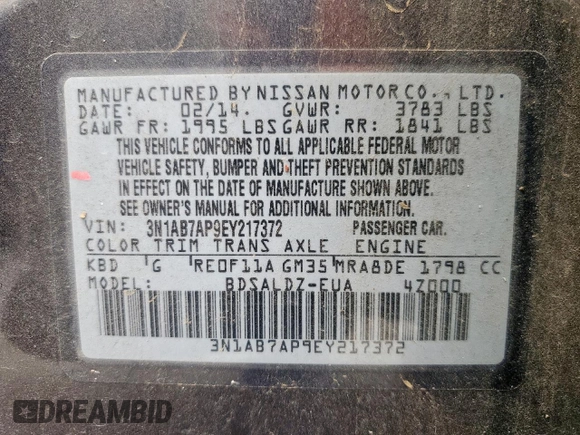 MANUFACTURED BY NISSAN MOTOR CO., LTD.
DATE: 02/14. GVWR: 3783 LBS
GAWR FR: 1995 LBS GAWR RR: 1841 LBS
THIS VEHICLE CONFORMS TO ALL APPLICABLE FEDERAL MOTOR
VEHICLE SAFETY, BUMPER AND THEFT PREVENTION STANDARDS
IN EFFECT ON THE DATE OF MANUFACTURE SHOWN ABOVE.
SEE OWNER'S MANUAL FOR ADDITIONAL INFORMATION.
VIN: 3N1AB7AP9EY217372 PASSENGER CAR.
COLOR TRIM TRANS AXLE ENGINE
KBD G RE0F11A GM35 MRA8DE 1798 CC
MODEL: BDSALDZ-EUA 4Z000
3N1AB7AP9EY217372
DREAMBID